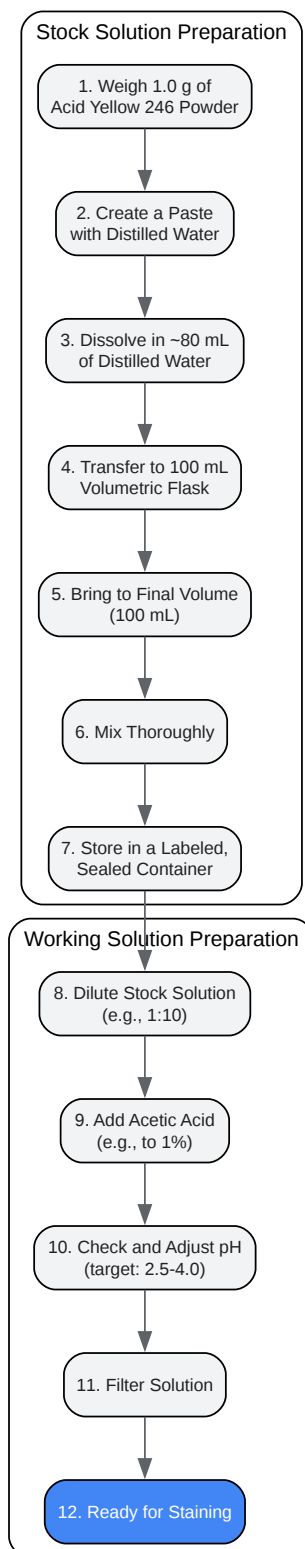 Stock Solution Preparation
1. Weigh 1.0 g of
Acid Yellow 246 Powder
2. Create a Paste
with Distilled Water
3. Dissolve in ~80 mL
of Distilled Water
4. Transfer to 100 mL
Volumetric Flask
5. Bring to Final Volume
(100 mL)
6. Mix Thoroughly
7. Store in a Labeled,
Sealed Container
Working Solution Preparation
8. Dilute Stock Solution
(e.g., 1:10)
9. Add Acetic Acid
(e.g., to 1%)
10. Check and Adjust pH
(target: 2.5-4.0)
11. Filter Solution
12. Ready for Staining